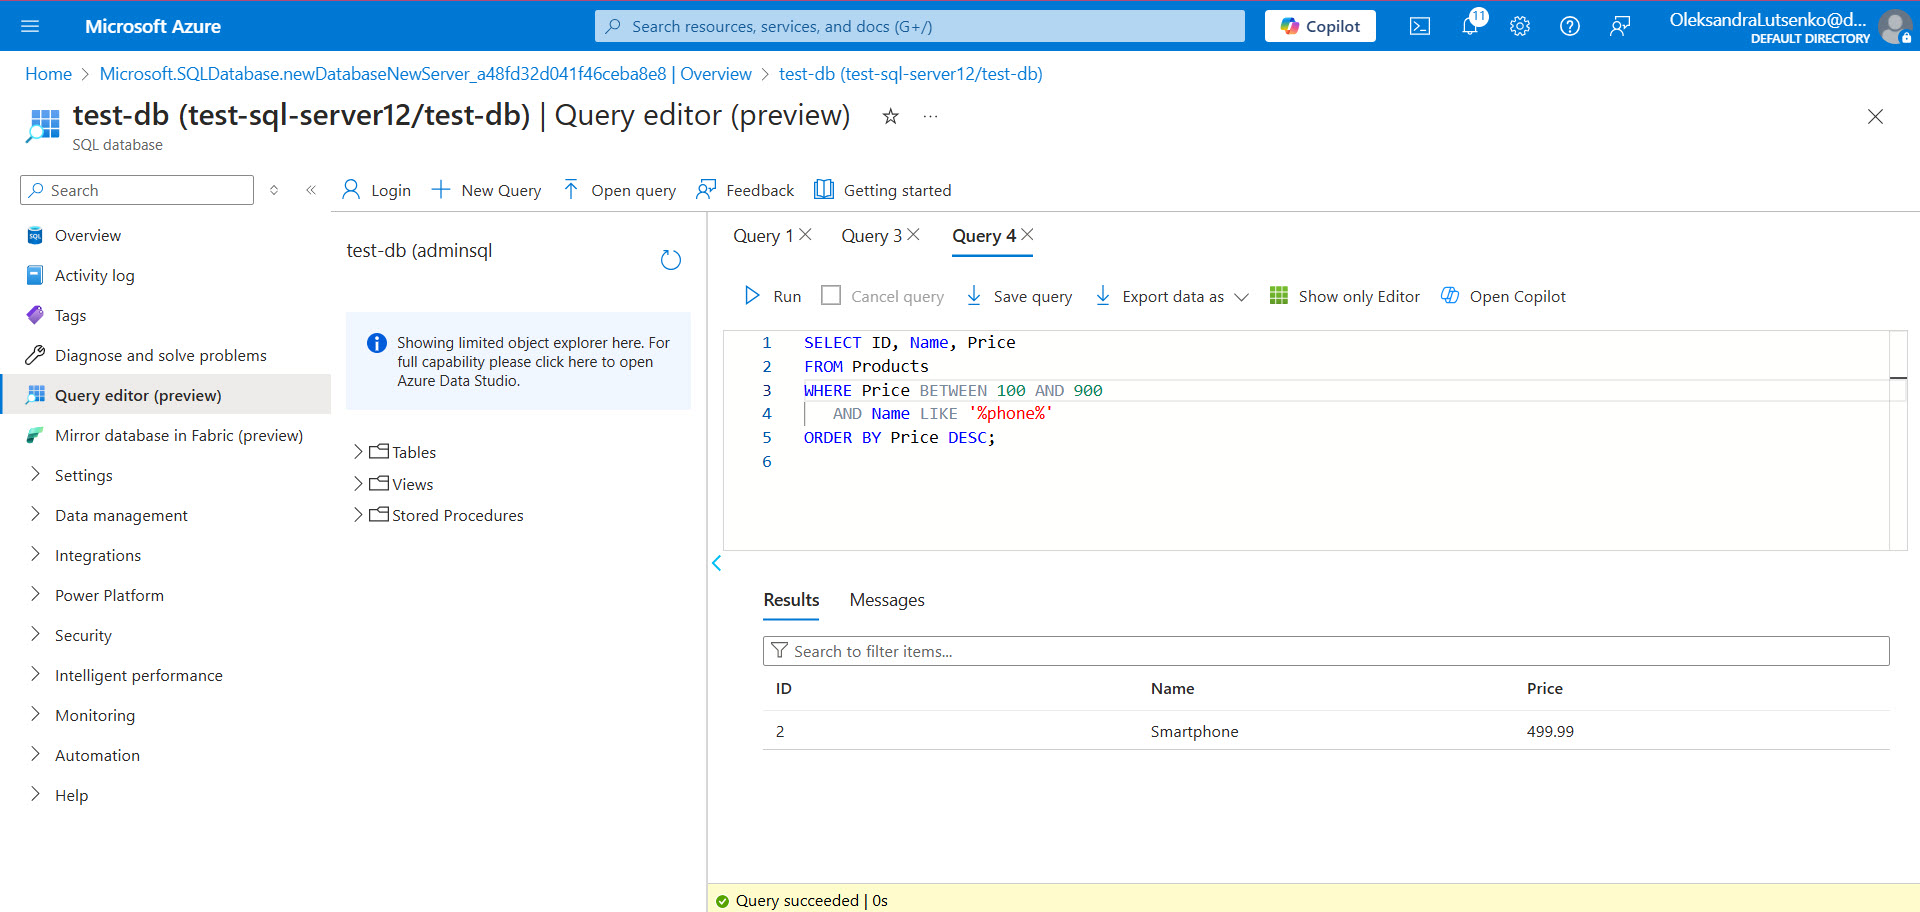 Microsoft Azure
Search resources, services, and docs (G+/)
Copilot
11
OleksandraLutsenko@d...
DEFAULT DIRECTORY
Home > Microsoft.SQLDatabase.newDatabaseNewServer_a48fd32d041f46ceba8e8 | Overview > test-db (test-sql-server12/test-db)
test-db (test-sql-server12/test-db) | Query editor (preview)
SQL database
Search
Login
New Query
Open query
Feedback
Getting started
SQL
Overview
Activity log
Tags
Diagnose and solve problems
Query editor (preview)
Mirror database in Fabric (preview)
Settings
Data management
Integrations
Power Platform
Security
Intelligent performance
Monitoring
Automation
Help
test-db (adminsql
Showing limited object explorer here. For
full capability please click here to open
Azure Data Studio.
Tables
Views
Stored Procedures
Query 1
Query 3
Query 4
Run
Cancel query
Save query
Export data as
Show only Editor
Open Copilot
1 SELECT ID, Name, Price
2 FROM Products
3 WHERE Price BETWEEN 100 AND 900
4 AND Name LIKE '%phone%'
5 ORDER BY Price DESC;
6
Results
Messages
Search to filter items...
ID Name Price
2 Smartphone 499.99
Query succeeded | 0s